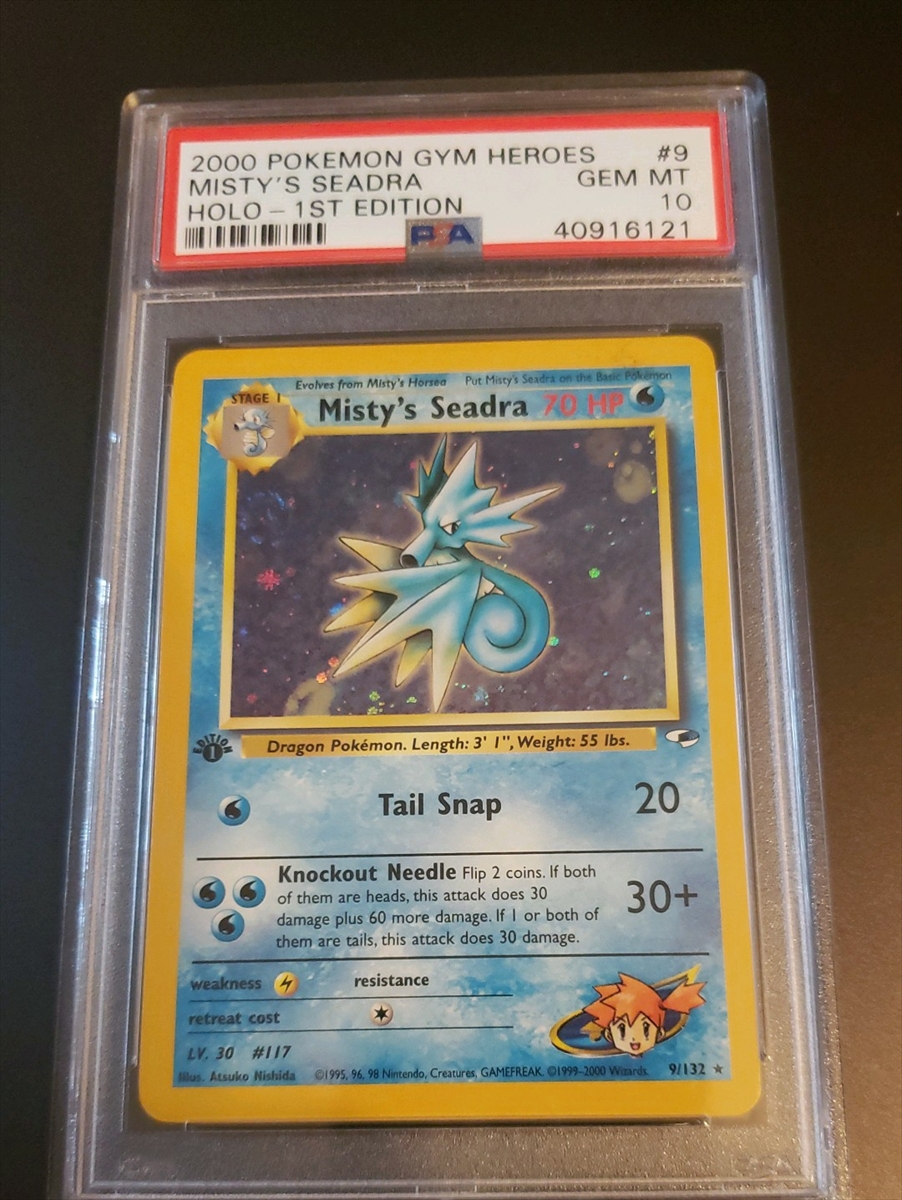 2000 POKEMON GYM HEROES #9
MISTY'S SEADRA GEM MT
HOLO - 1ST EDITION 10
PSA 40916121
Evolves from Misty's Horsea Put Misty's Seadra on the Basic Pokémon
STAGE 1
Misty's Seadra 70 HP
EDITION
1
Dragon Pokémon. Length: 3' 1", Weight: 55 lbs.
Tail Snap 20
Knockout Needle Flip 2 coins. If both
of them are heads, this attack does 30
damage plus 60 more damage. If 1 or both of
them are tails, this attack does 30 damage.
30+
weakness resistance
retreat cost
LV. 30 #117
Illus. Atsuko Nishida ©1995, 96, 98 Nintendo, Creatures, GAMEFREAK. ©1999-2000 Wizards. 9/132 ★